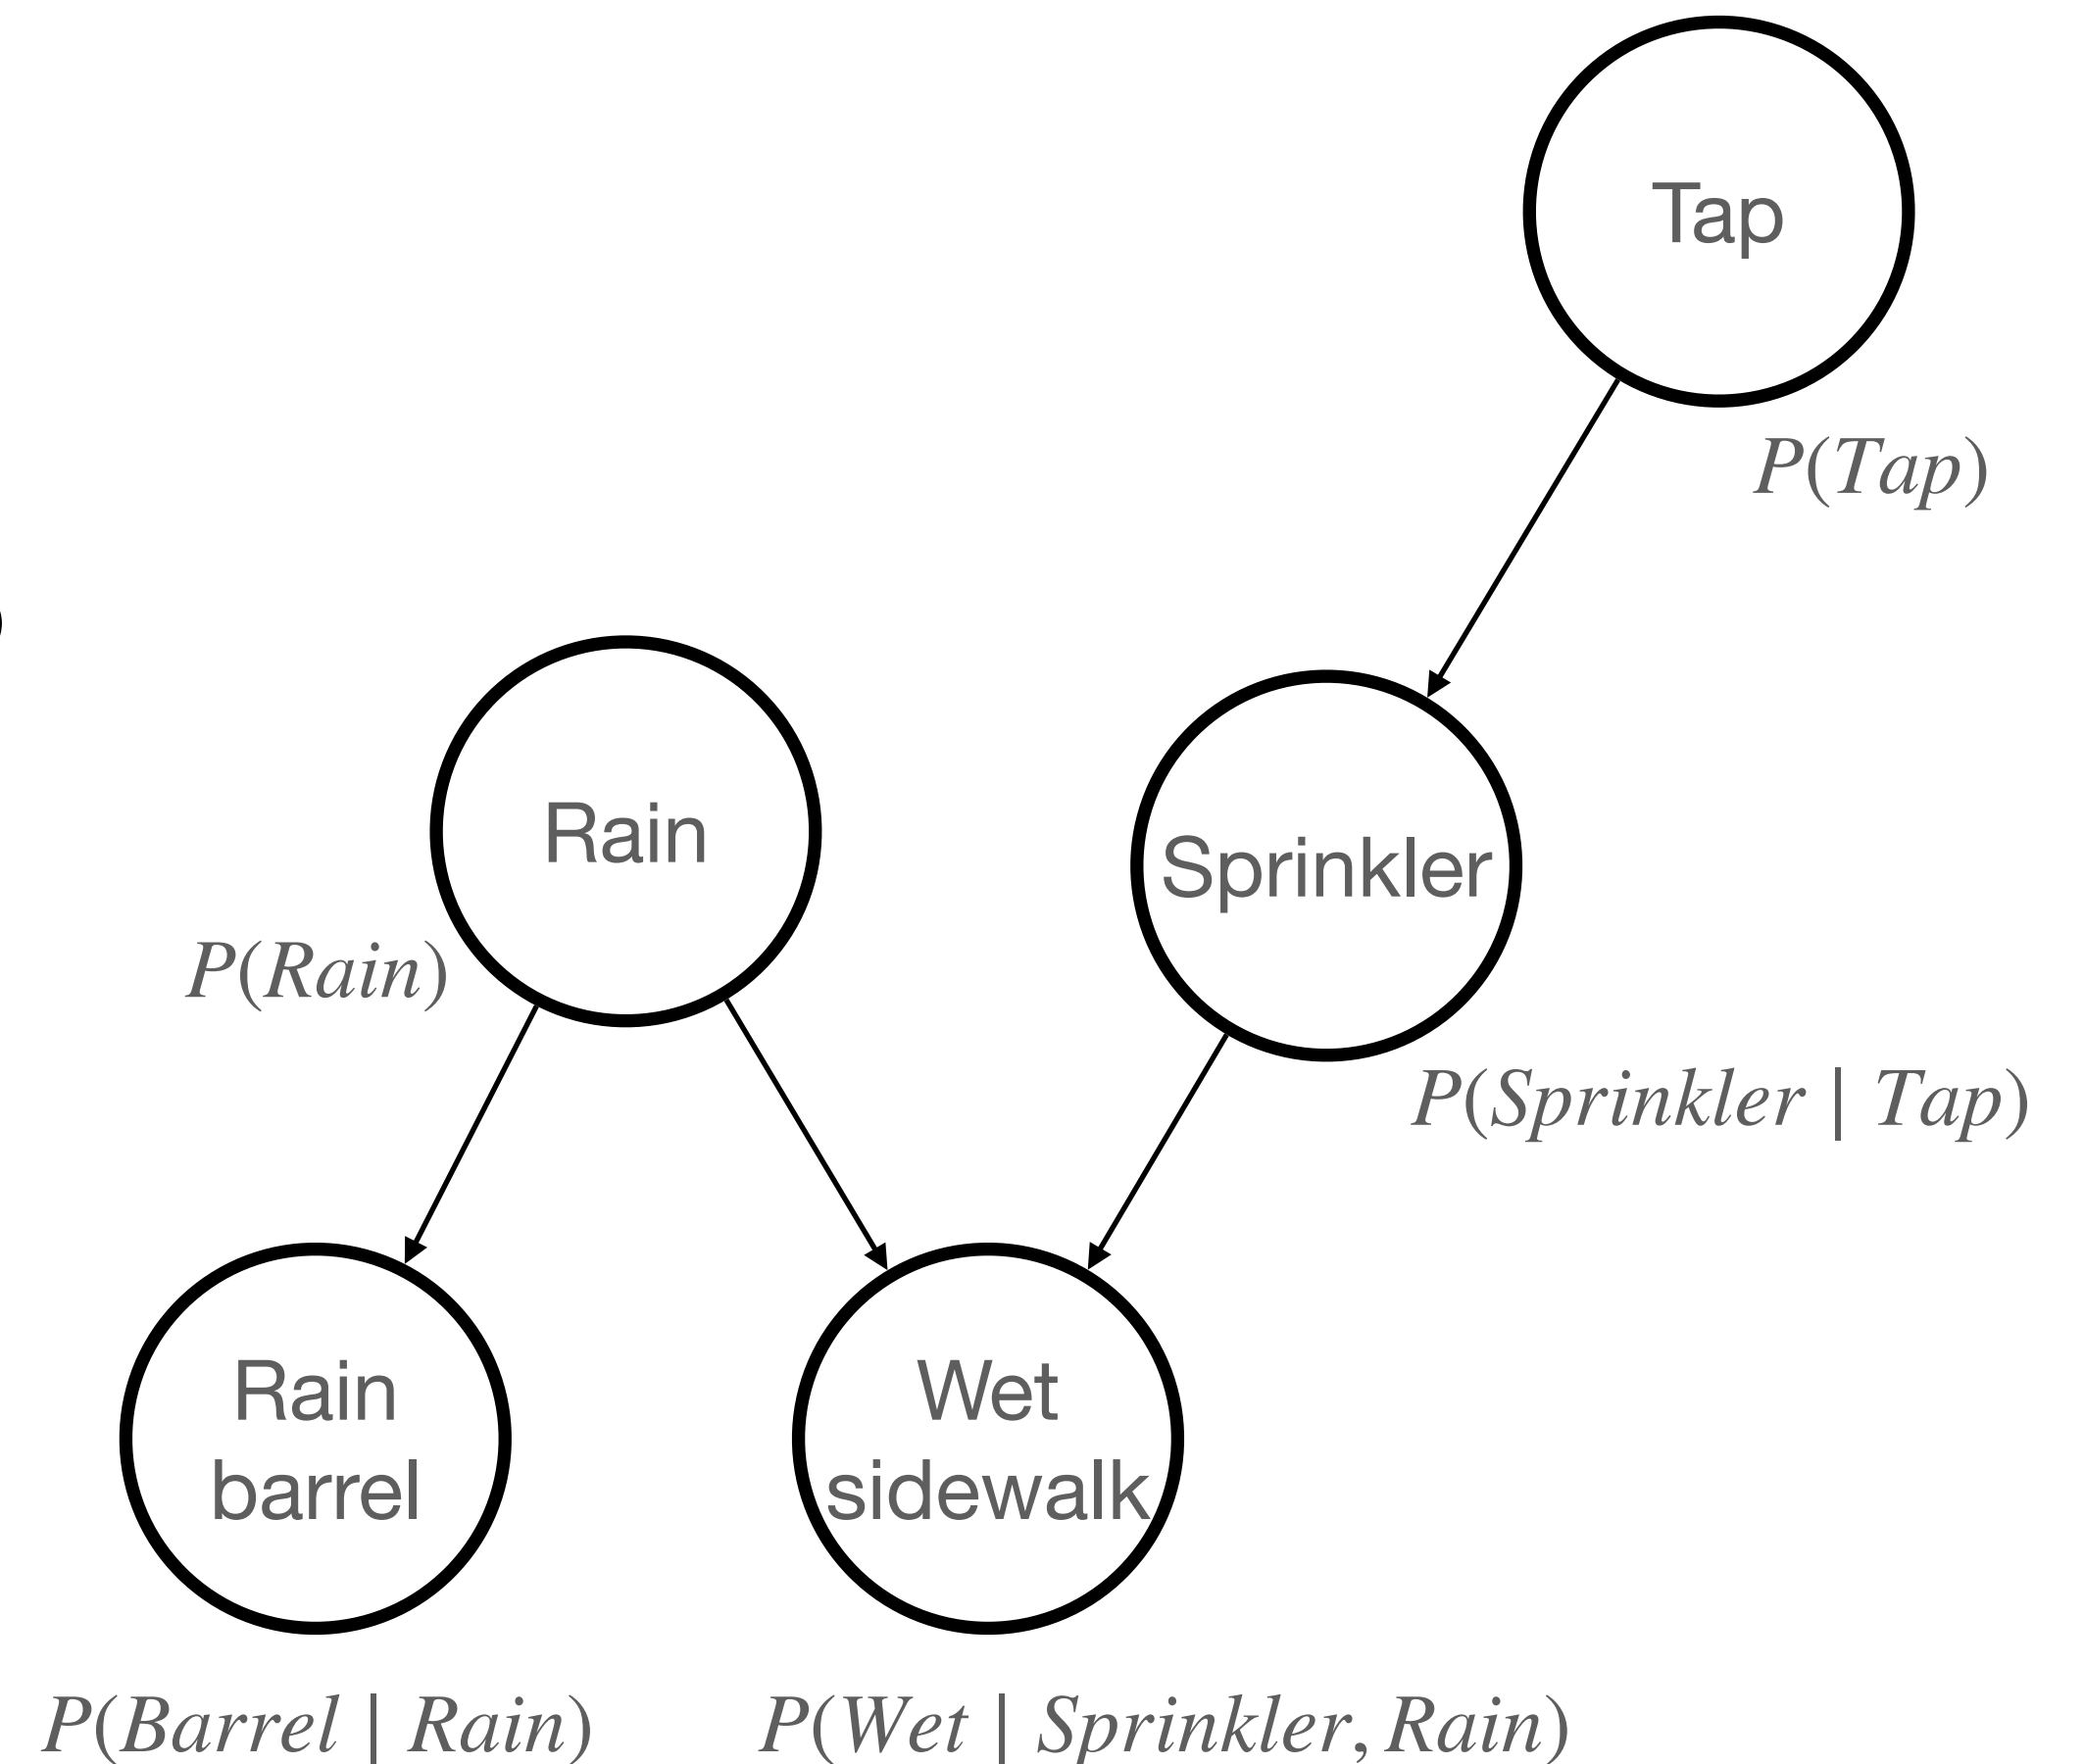 Tap
P(Tap)
Rain
Sprinkler
P(Rain)
P(Sprinkler | Tap)
Rain
barrel
Wet
sidewalk
P(Barrel | Rain)
P(Wet | Sprinkler, Rain)